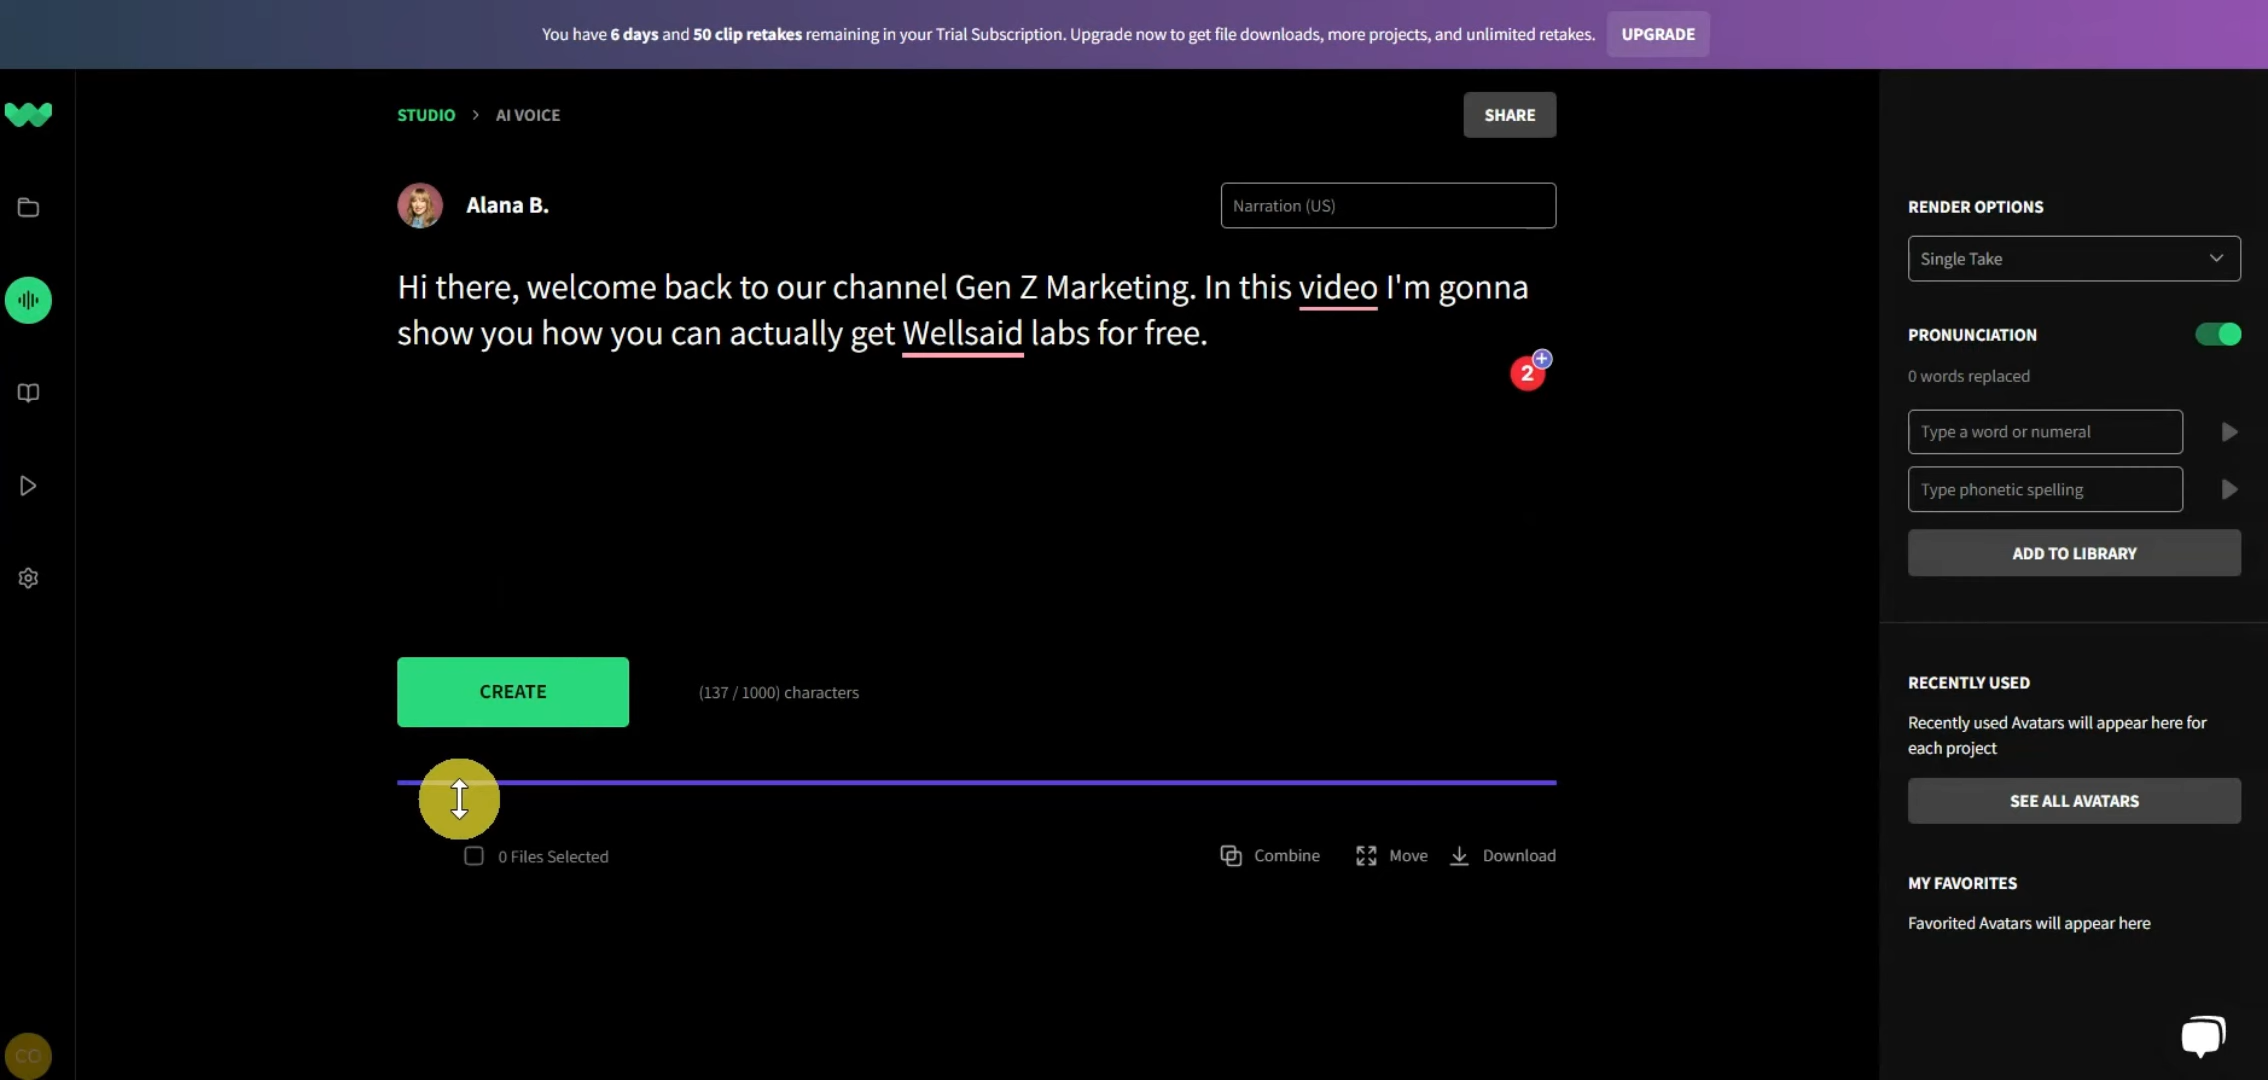 You have 6 days and 50 clip retakes remaining in your Trial Subscription. Upgrade now to get file downloads, more projects, and unlimited retakes.
UPGRADE
STUDIO > AI VOICE
SHARE
Alana B.
Narration (US)
Hi there, welcome back to our channel Gen Z Marketing. In this video I'm gonna
show you how you can actually get Wellsaid labs for free.
2
CREATE
(137 / 1000) characters
0 Files Selected
Combine
Move
Download
RENDER OPTIONS
Single Take
PRONUNCIATION
0 words replaced
Type a word or numeral
Type phonetic spelling
ADD TO LIBRARY
RECENTLY USED
Recently used Avatars will appear here for
each project
SEE ALL AVATARS
MY FAVORITES
Favorited Avatars will appear here
CO